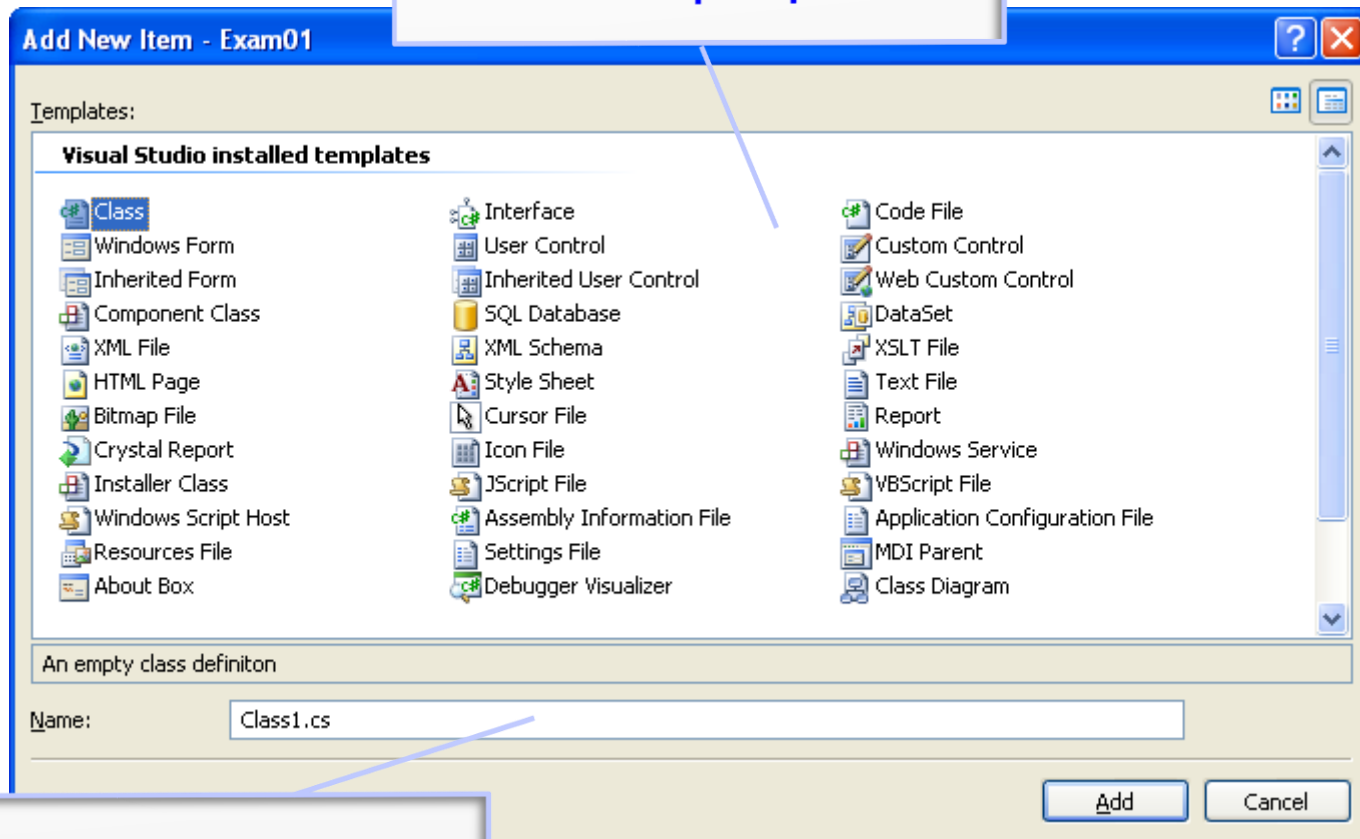 Add New Item - Exam01
Templates:
Visual Studio installed templates
Class Interface Code File
Windows Form User Control Custom Control
Inherited Form Inherited User Control Web Custom Control
Component Class SQL Database DataSet
XML File XML Schema XSLT File
HTML Page Style Sheet Text File
Bitmap File Cursor File Report
Crystal Report Icon File Windows Service
Installer Class JScript File VBScript File
Windows Script Host Assembly Information File Application Configuration File
Resources File Settings File MDI Parent
About Box Debugger Visualizer Class Diagram
An empty class definiton
Name: Class1.cs
Add Cancel